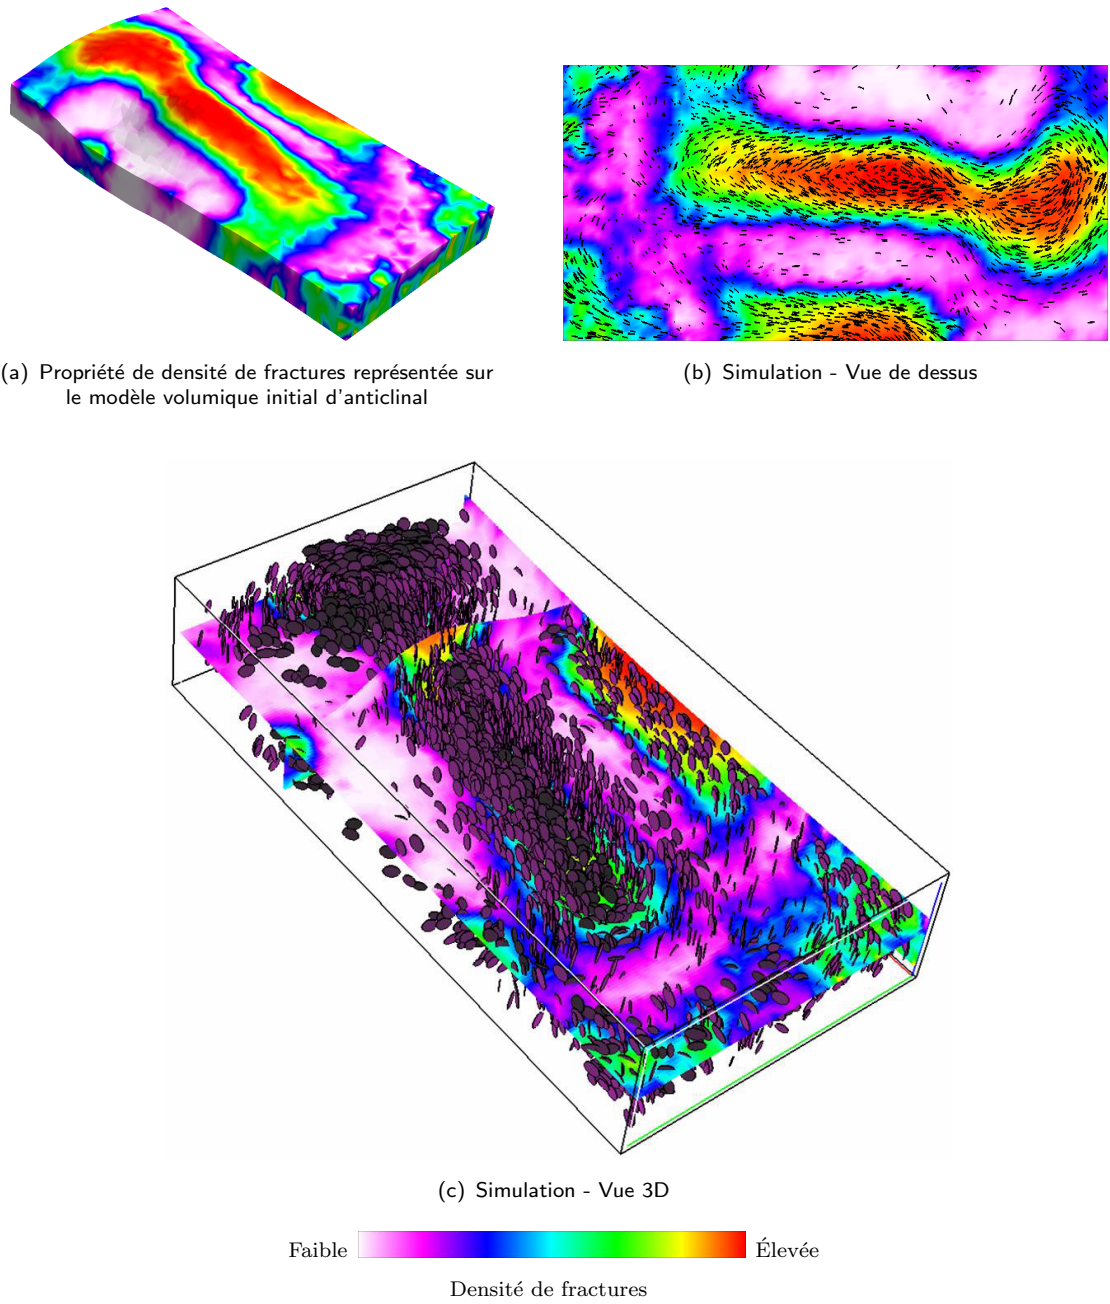 (a) Propriété de densité de fractures représentée sur
le modèle volumique initial d'anticlinal
(b) Simulation - Vue de dessus
(c) Simulation - Vue 3D
Faible
Élevée
Densité de fractures